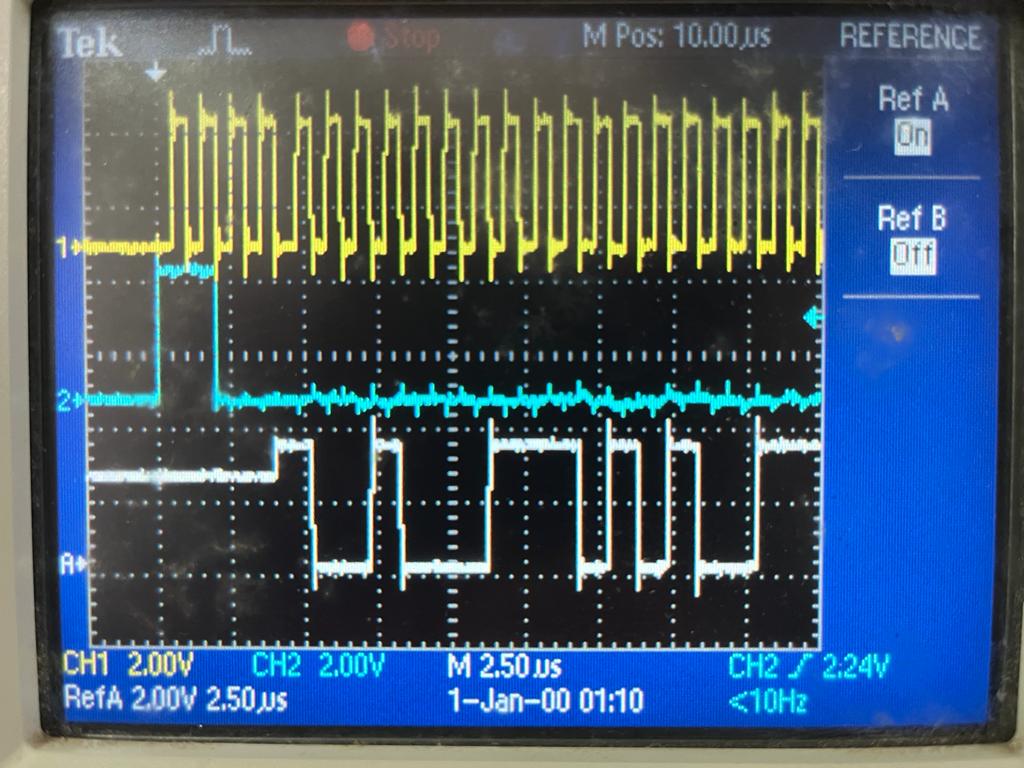 Tek Stop M Pos: 10.00µs REFERENCE
Ref A
On
Ref B
Off
1
2
A
CH1 2.00V CH2 2.00V M 2.50µs CH2 2.24V
RefA 2.00V 2.50µs 1-Jan-00 01:10 <10Hz